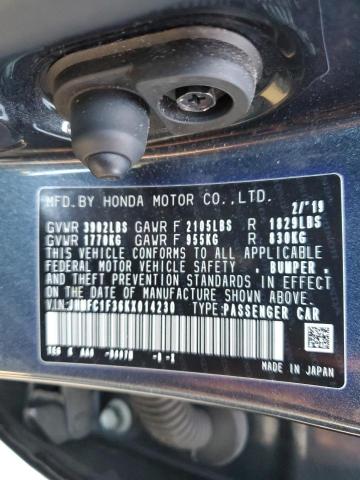 MFD.BY HONDA MOTOR CO.,LTD. 2/'19
GVWR 3902LBS GAWR F 2105LBS R 1829LBS
GVWR 1770KG GAWR F 955KG R 830KG
THIS VEHICLE CONFORMS TO ALL APPLICABLE
FEDERAL MOTOR VEHICLE SAFETY, BUMPER, AND
THEFT PREVENTION STANDARDS IN EFFECT ON THE
DATE OF MANUFACTURE SHOWN ABOVE.
TYPE:PASSENGER CAR
MADE IN JAPAN